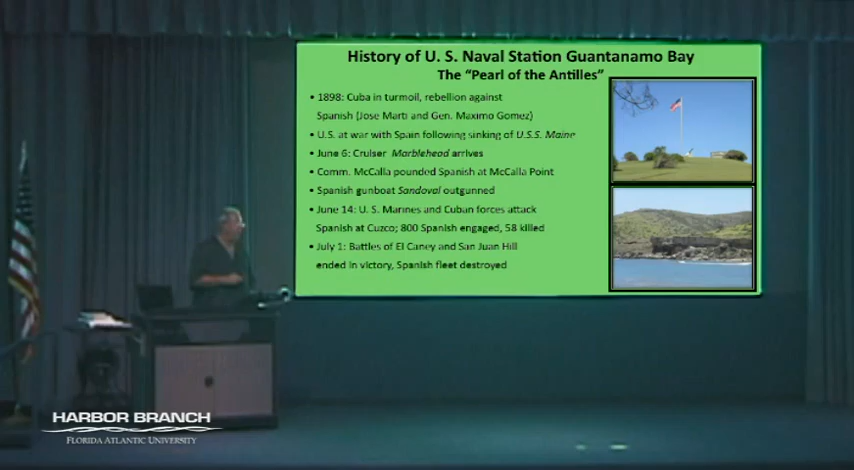 History of U. S. Naval Station Guantanamo Bay
The “Pearl of the Antilles”
• 1898: Cuba in turmoil, rebellion against
Spanish (Jose Marti and Gen. Maximo Gomez)
• U.S. at war with Spain following sinking of U.S.S. Maine
• June 6: Cruiser Marblehead arrives
• Comm. McCalla pounded Spanish at McCalla Point
• Spanish gunboat Sandoval outgunned
• June 14: U. S. Marines and Cuban forces attack
Spanish at Cuzco; 800 Spanish engaged, 58 killed
• July 1: Battles of El Caney and San Juan Hill
ended in victory, Spanish fleet destroyed
HARBOR BRANCH
FLORIDA ATLANTIC UNIVERSITY